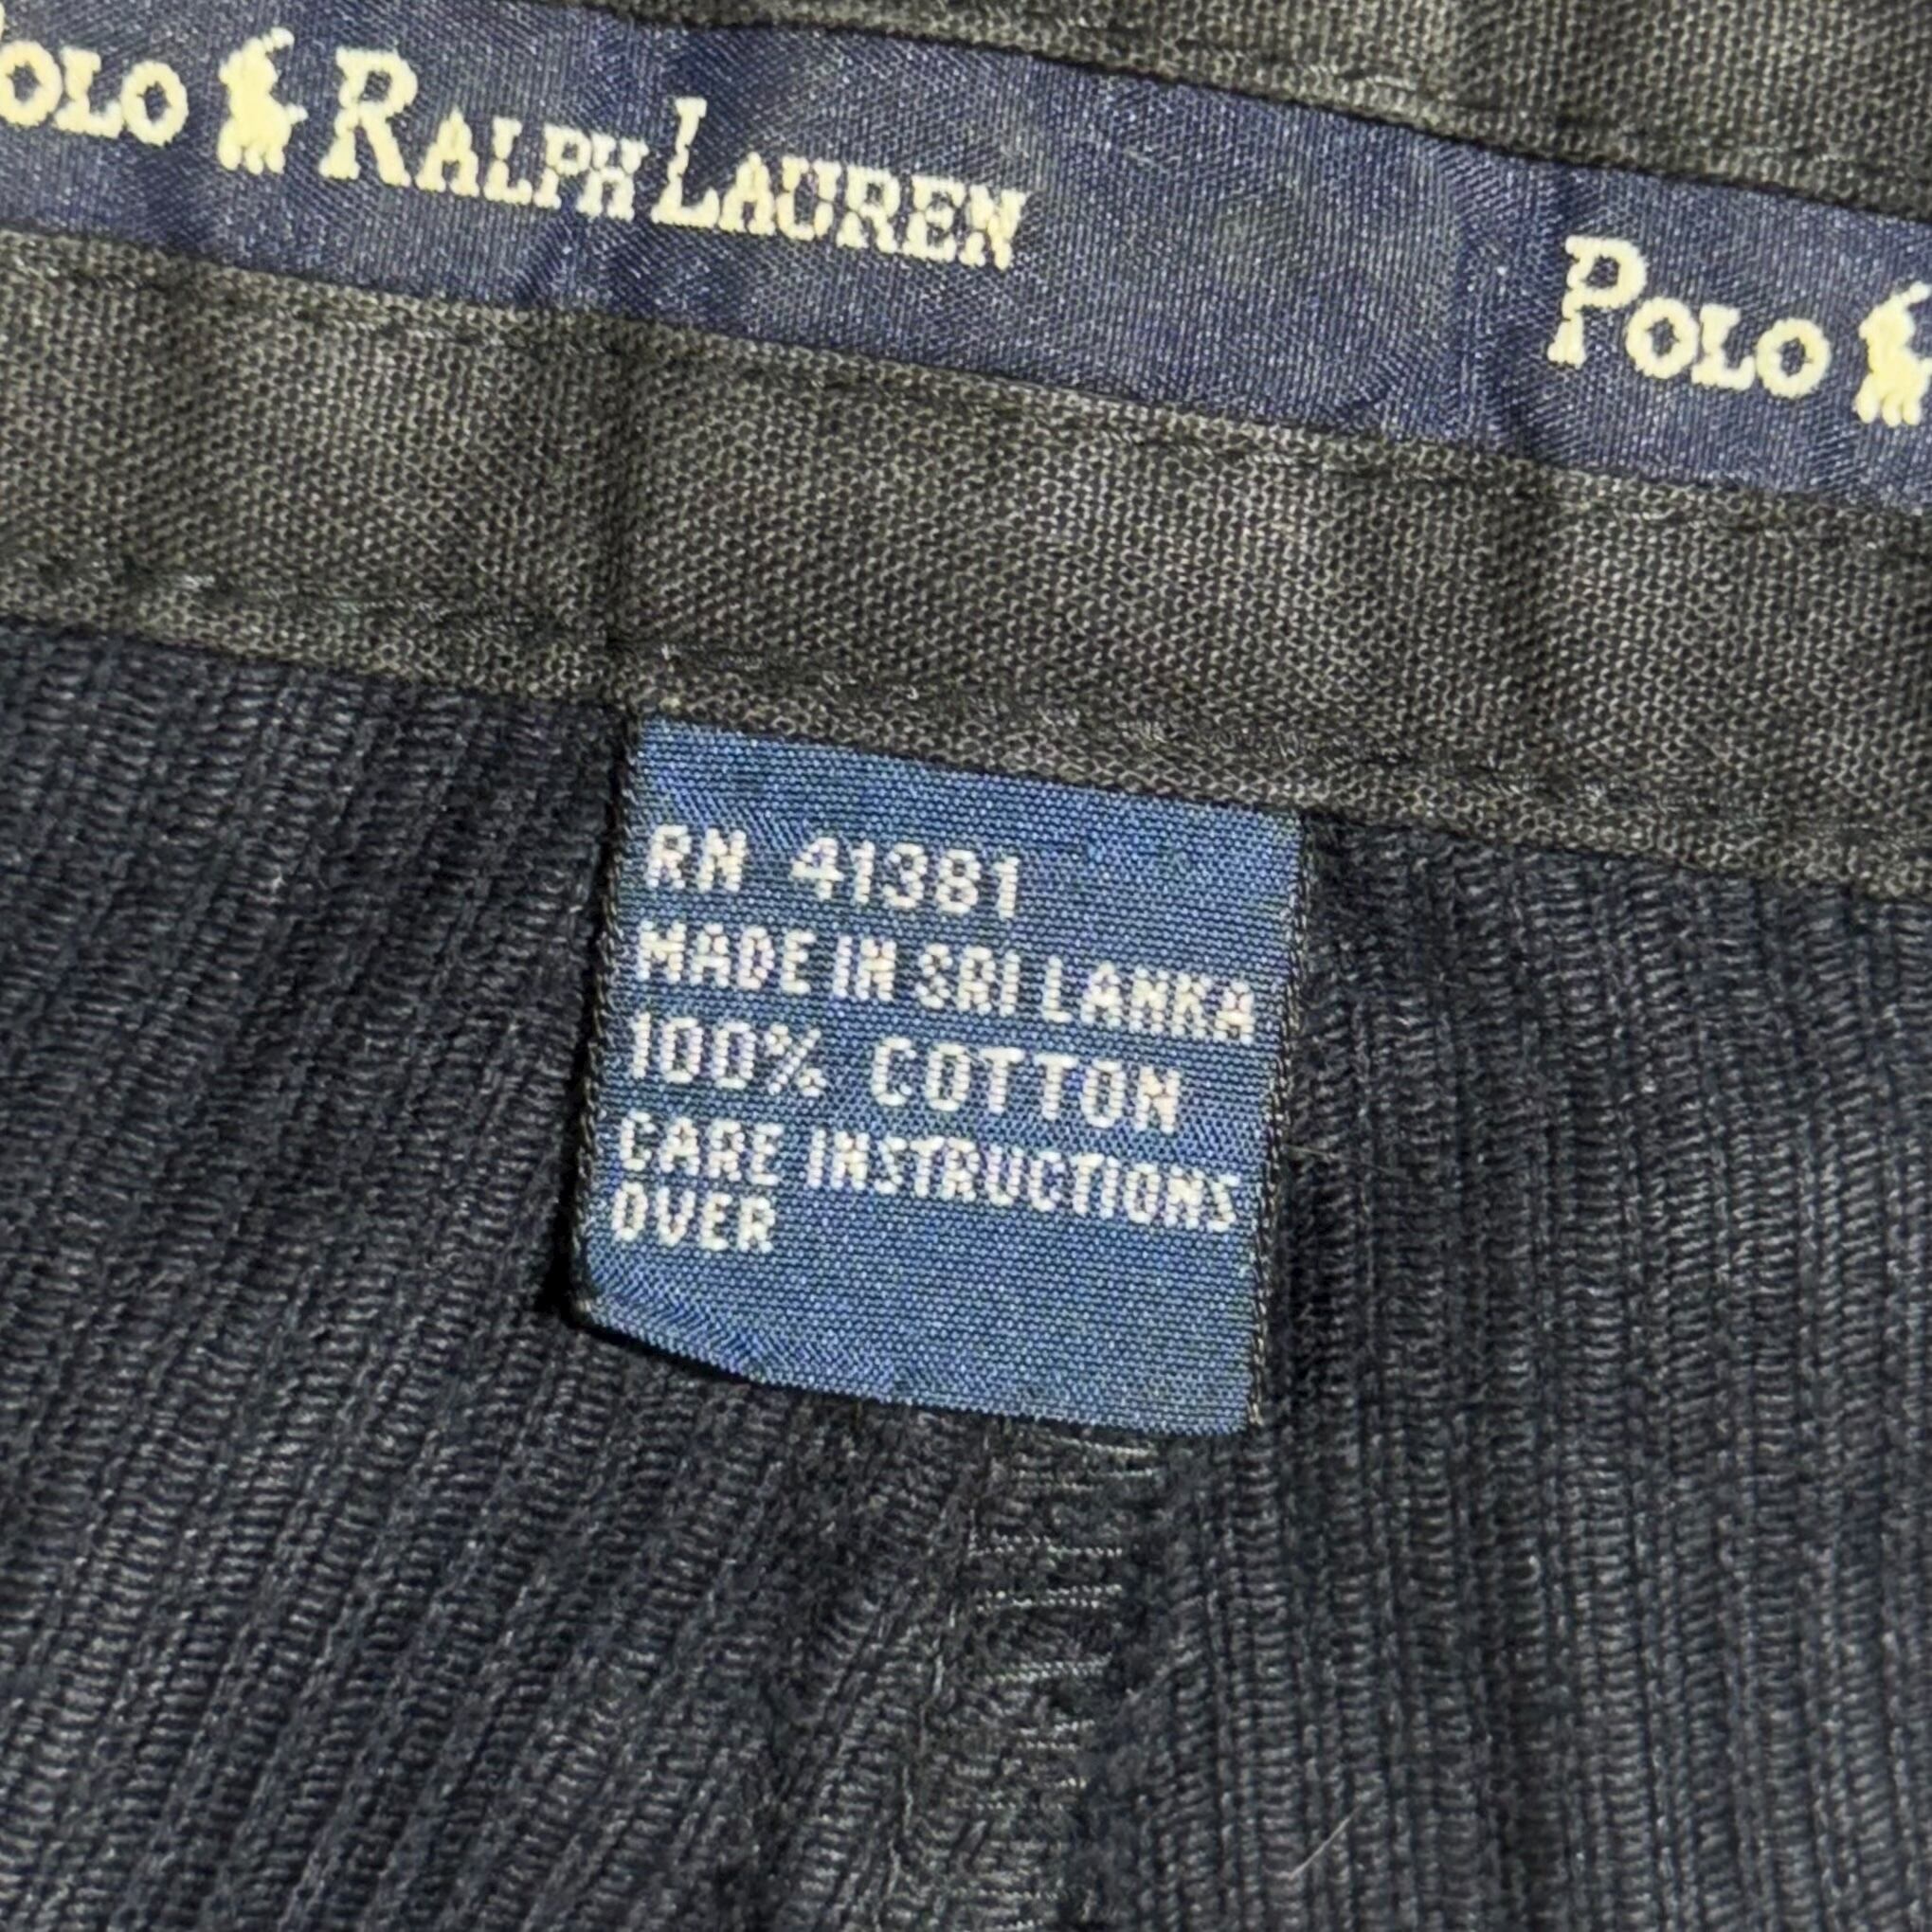 POLO RALPH LAUREN
POLO
RN 41381
MADE IN SRI LANKA
100% COTTON
CARE INSTRUCTIONS
OVER